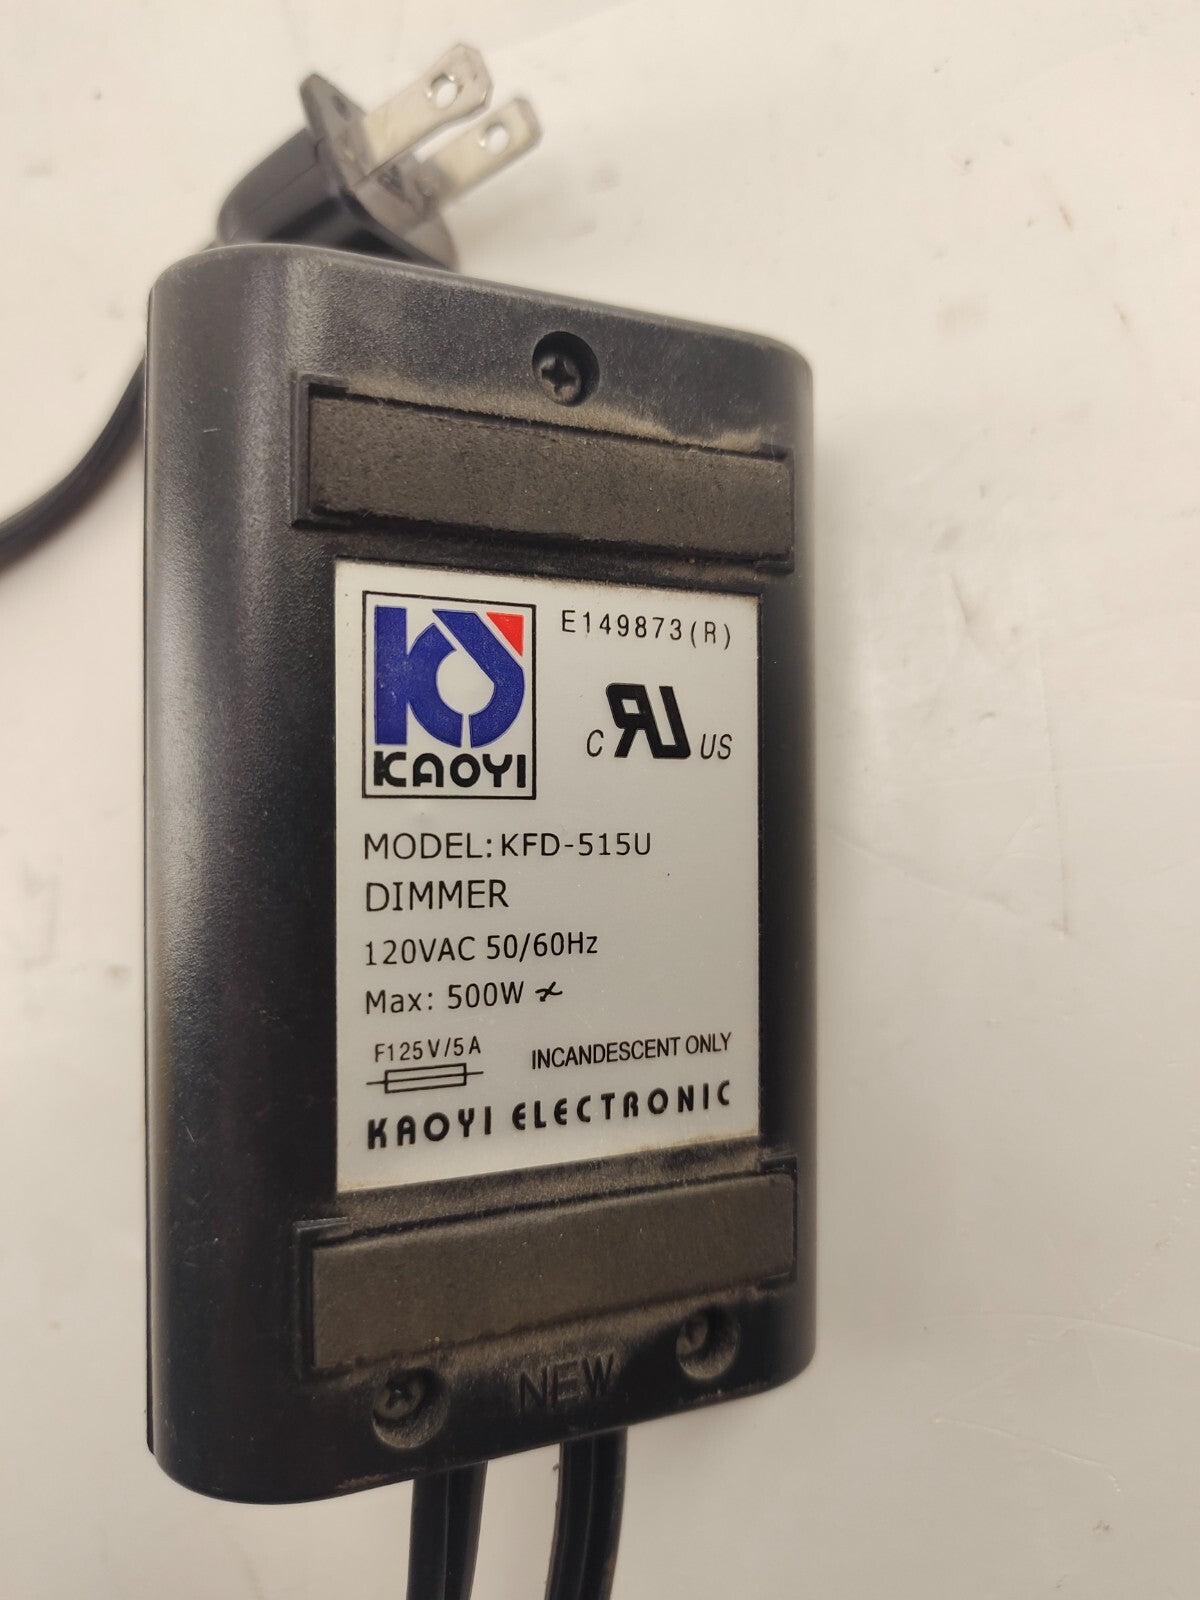 E149873(R)
C RU US
KAOYI
MODEL: KFD-515U
DIMMER
120VAC 50/60Hz
Max: 500W
F125V/5A
INCANDESCENT ONLY
KAOYI ELECTRONIC
NEW